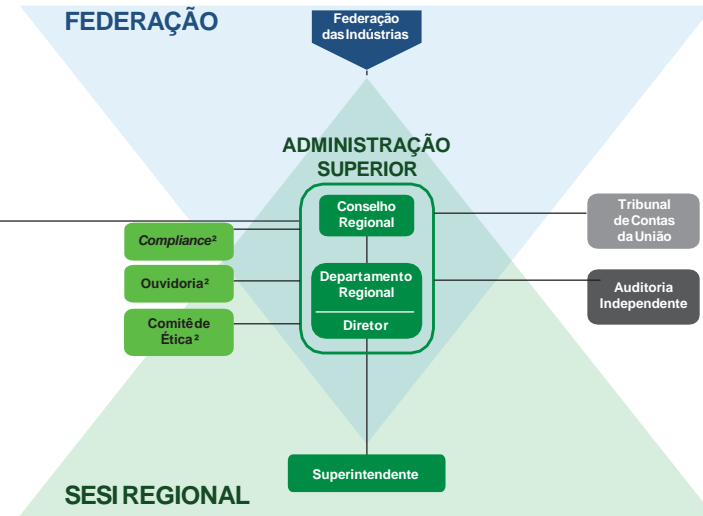 FEDERAÇÃO
Federação
das Indústrias
ADMINISTRAÇÃO
SUPERIOR
Conselho
Regional
Tribunal
de Contas
da União
Compliance²
Ouvidoria²
Departamento
Regional
Auditoria
Independente
Comitê de
Ética²
Diretor
Superintendente
SESI REGIONAL